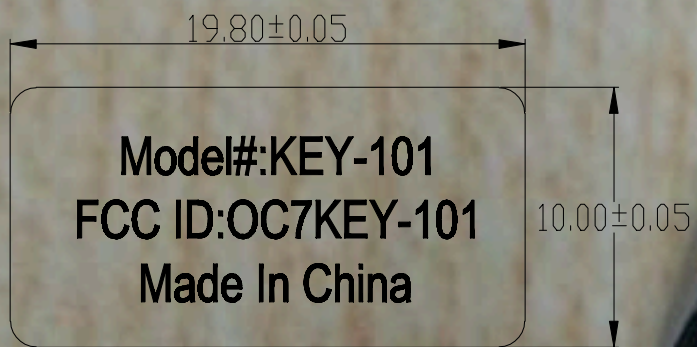 19.80±0.05
Model#:KEY-101
FCC ID:OC7KEY-101
10.00±0.05
Made In China